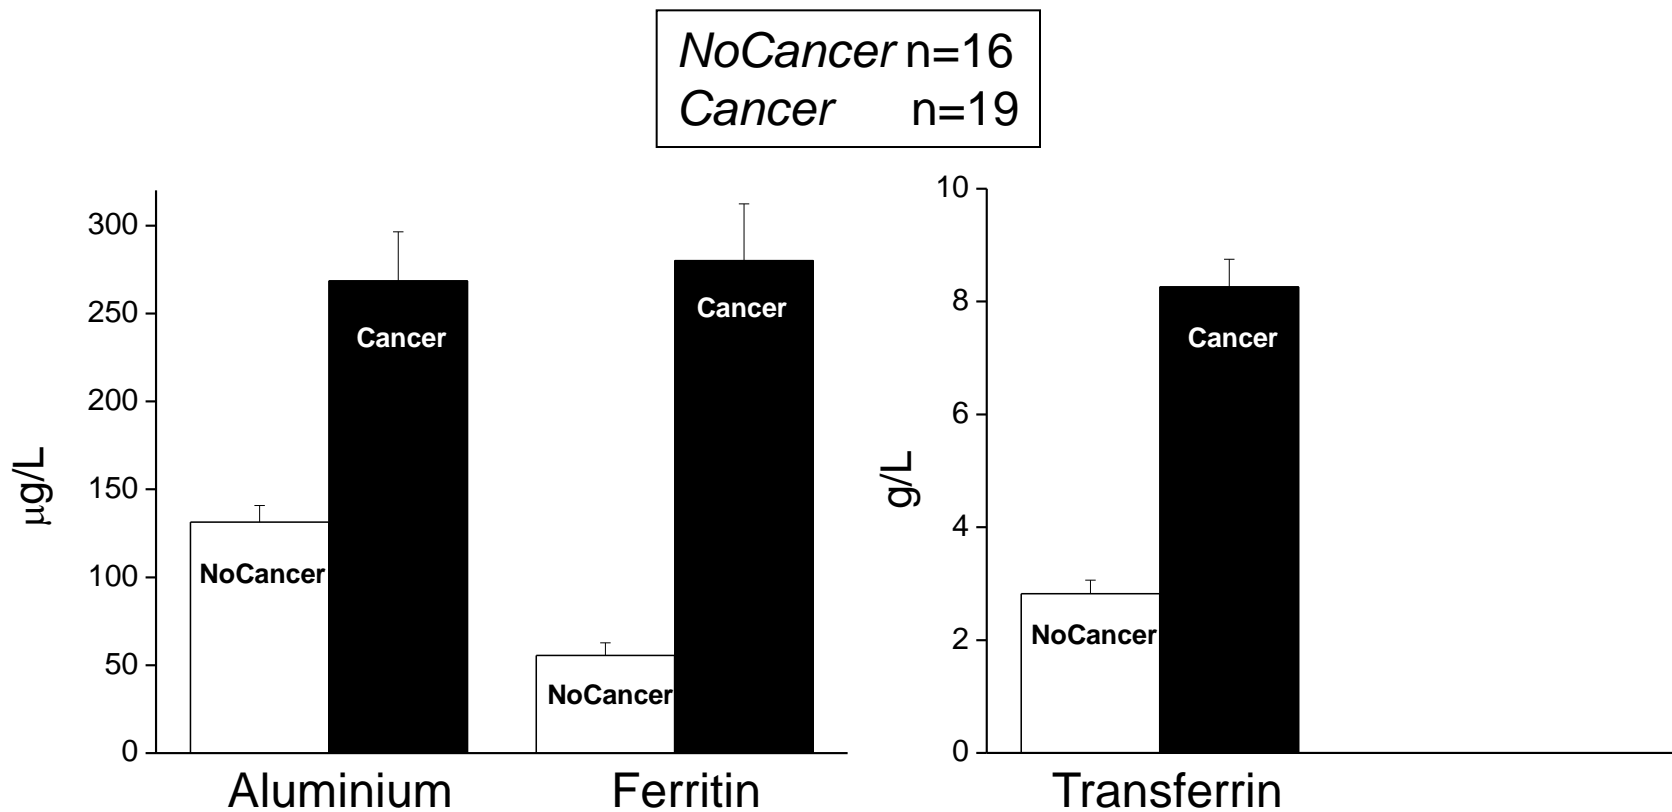 NoCancer n=16
Cancer n=19
μg/L
300
250
200
150
100
50
0
NoCancer
Cancer
NoCancer
Cancer
Aluminium
Ferritin
g/L
10
8
6
4
2
0
NoCancer
Cancer
Transferrin